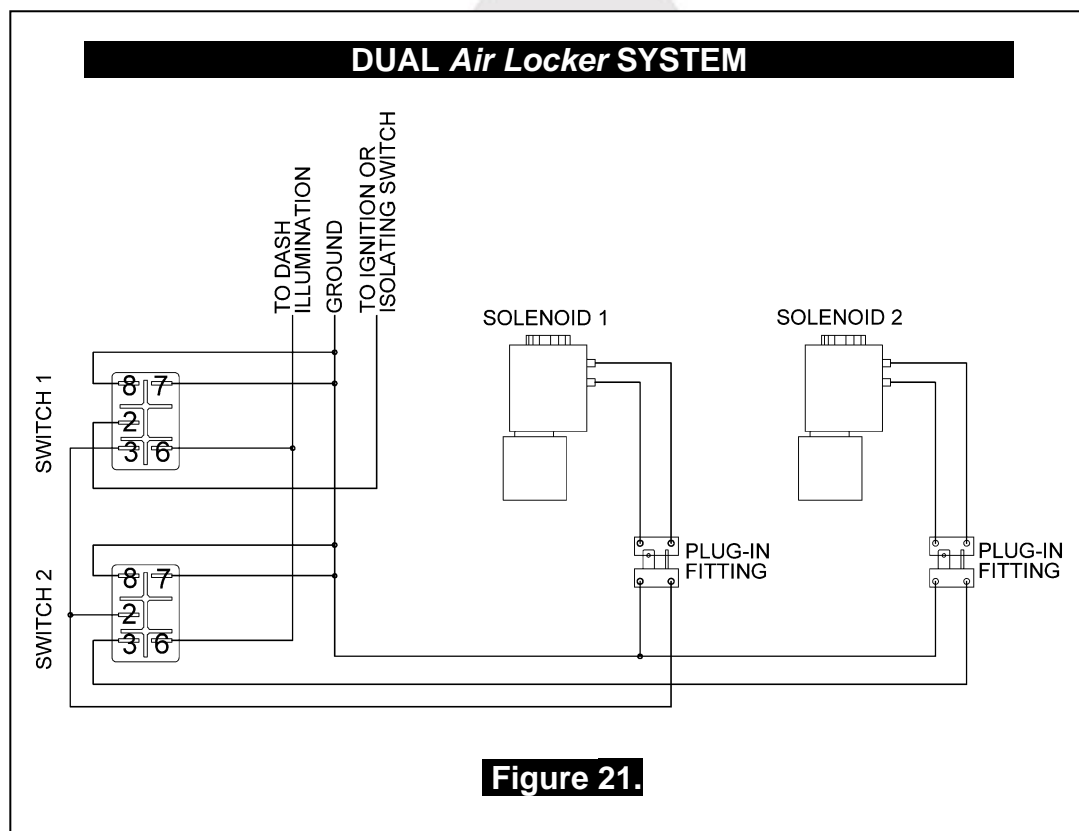 DUAL Air Locker SYSTEM
TO DASH
ILLUMINATION
GROUND
TO IGNITION OR
ISOLATING SWITCH
SOLENOID 1
SOLENOID 2
SWITCH 1
8 7
2
3 6
PLUG-IN
FITTING
PLUG-IN
FITTING
SWITCH 2
8 7
2
3 6
Figure 21.